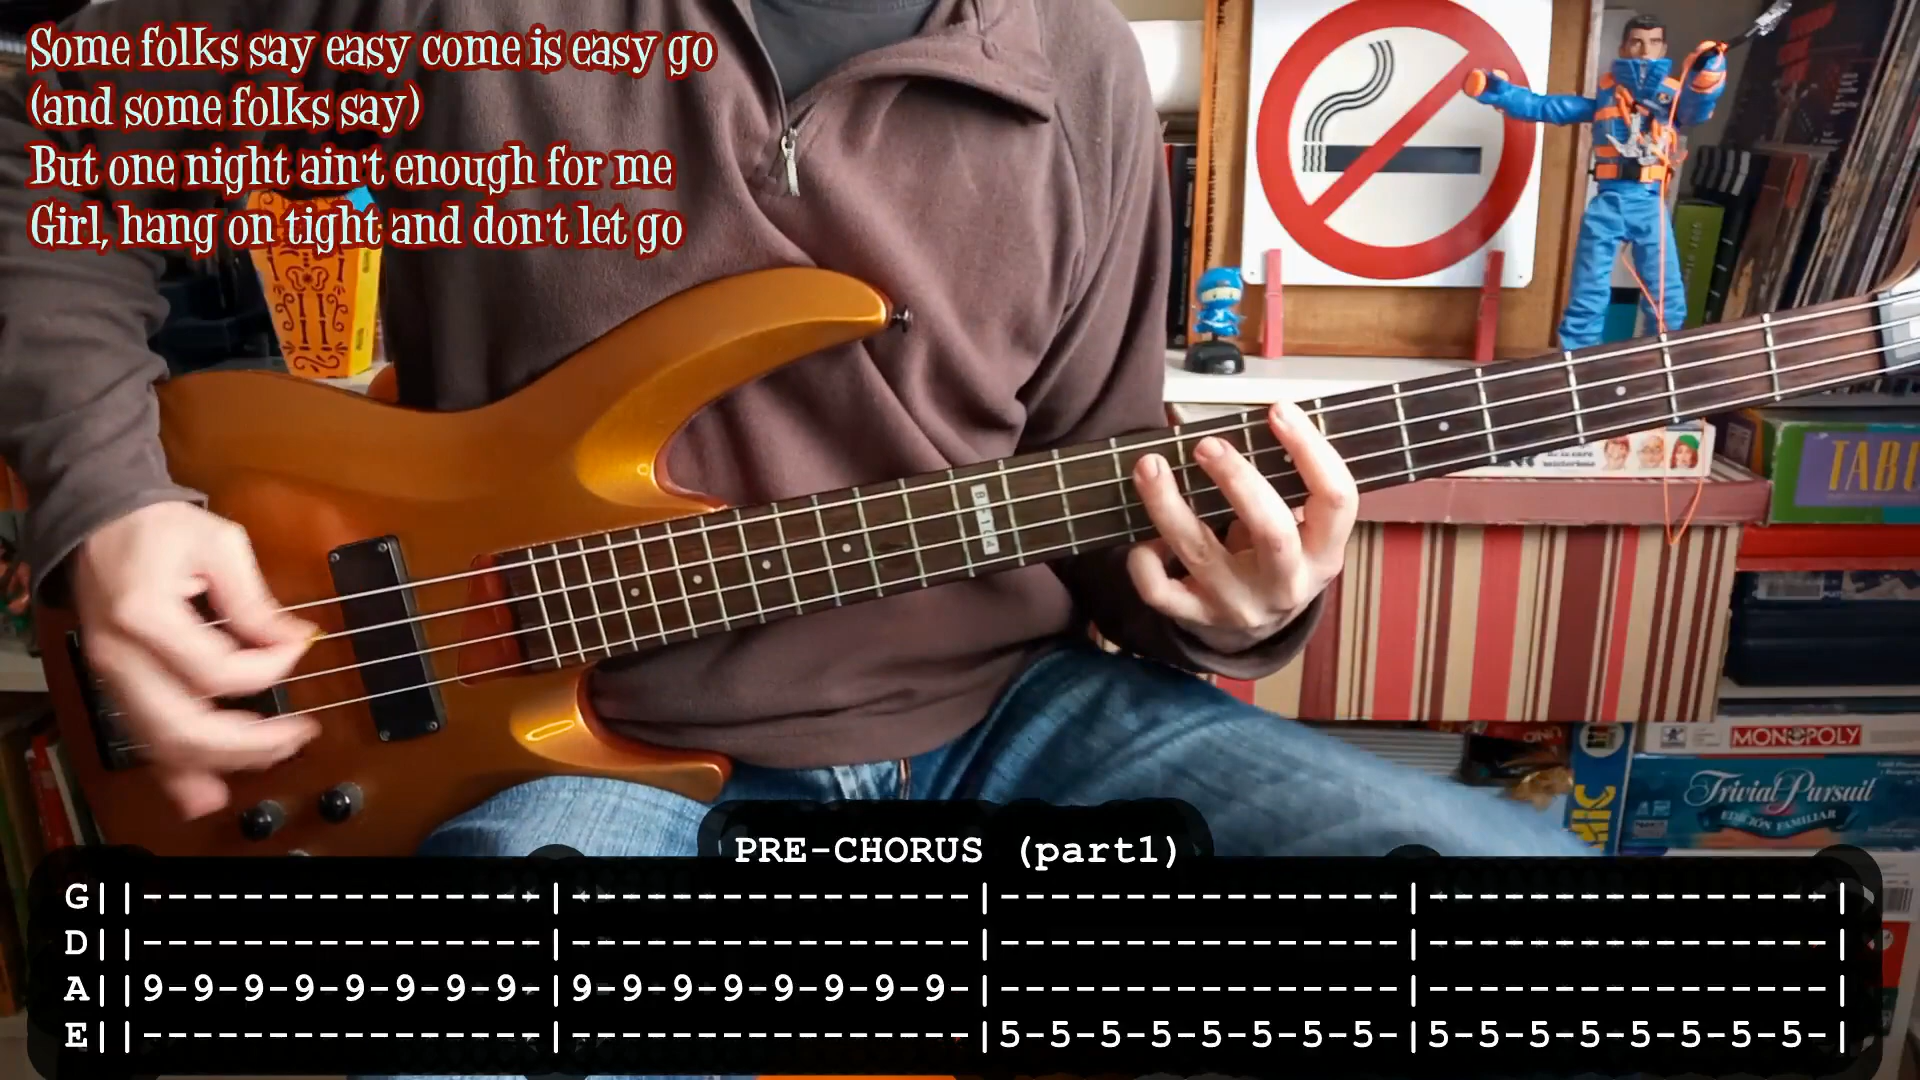 Some folks say easy come is easy go
(and some folks say)
But one night ain't enough for me
Girl, hang on tight and don't let go
TABU
MONOPOLY
Trivial Pursuit
EDICIÓN FAMILIAR
UNO
PRE-CHORUS (part1)
G||----------------|----------------|----------------|----------------|
D||----------------|----------------|----------------|----------------|
A||9-9-9-9-9-9-9-9-|9-9-9-9-9-9-9-9-|----------------|----------------|
E||----------------|----------------|5-5-5-5-5-5-5-5-|5-5-5-5-5-5-5-5-|